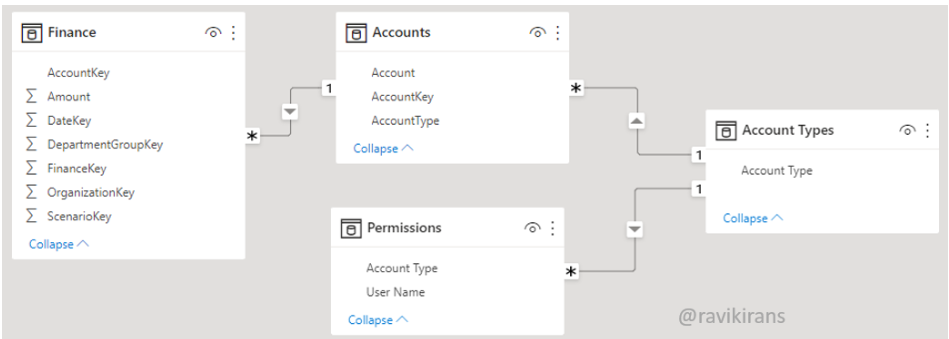 Finance
AccountKey
Σ Amount
Σ DateKey
Σ DepartmentGroupKey
Σ FinanceKey
Σ OrganizationKey
Σ ScenarioKey
Collapse
*
1
Accounts
Account
AccountKey
AccountType
Collapse
*
1
1
Account Types
Account Type
Collapse
Permissions
Account Type
User Name
Collapse
*
@ravikirans